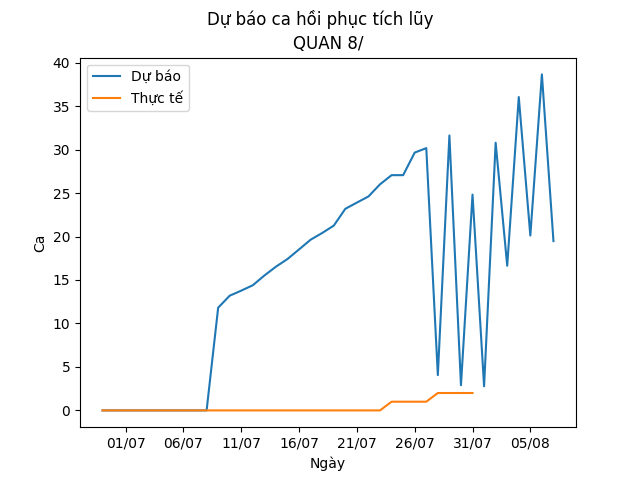 Dự báo ca hồi phục tích lũy
QUAN 8/
Dự báo
Thực tế
Ca
40
35
30
25
20
15
10
5
0
01/07 06/07 11/07 16/07 21/07 26/07 31/07 05/08
Ngày